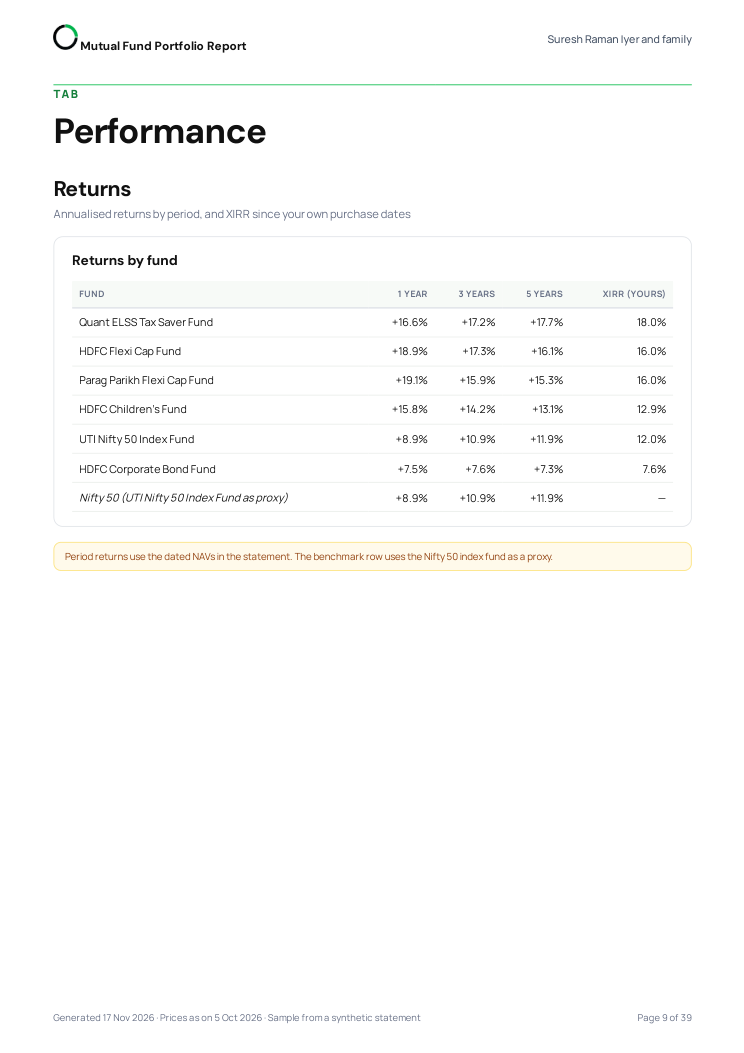 Mutual Fund Portfolio Report
Suresh Raman Iyer and family
TAB
Performance
Returns
Annualised returns by period, and XIRR since your own purchase dates
Returns by fund
FUND 1 YEAR 3 YEARS 5 YEARS XIRR (YOURS)
Quant ELSS Tax Saver Fund +16.6% +17.2% +17.7% 18.0%
HDFC Flexi Cap Fund +18.9% +17.3% +16.1% 16.0%
Parag Parikh Flexi Cap Fund +19.1% +15.9% +15.3% 16.0%
HDFC Children's Fund +15.8% +14.2% +13.1% 12.9%
UTI Nifty 50 Index Fund +8.9% +10.9% +11.9% 12.0%
HDFC Corporate Bond Fund +7.5% +7.6% +7.3% 7.6%
Nifty 50 (UTI Nifty 50 Index Fund as proxy) +8.9% +10.9% +11.9% —
Period returns use the dated NAVs in the statement. The benchmark row uses the Nifty 50 index fund as a proxy.
Generated 17 Nov 2026 · Prices as on 5 Oct 2026 · Sample from a synthetic statement
Page 9 of 39